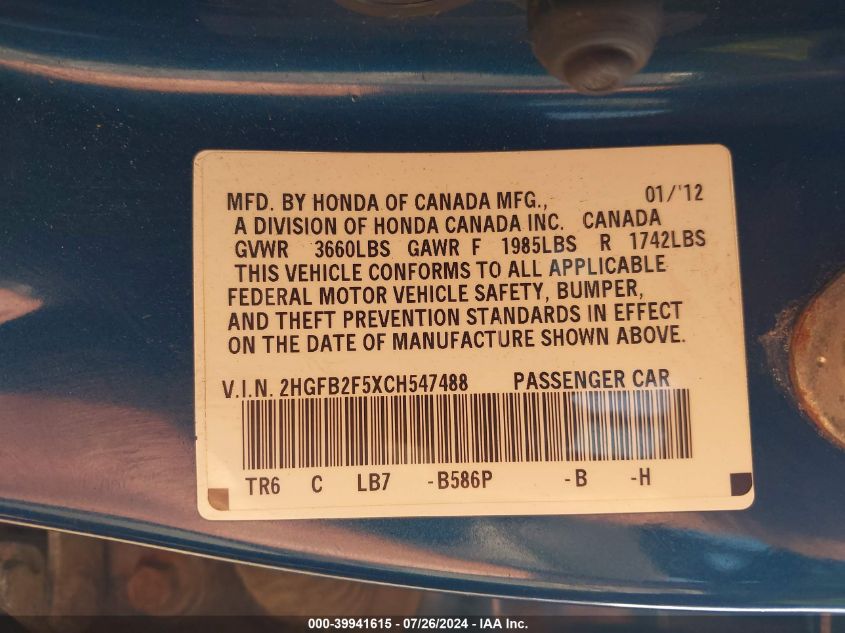 MFD. BY HONDA OF CANADA MFG., 01/'12
A DIVISION OF HONDA CANADA INC. CANADA
GVWR 3660LBS GAWR F 1985LBS R 1742LBS
THIS VEHICLE CONFORMS TO ALL APPLICABLE
FEDERAL MOTOR VEHICLE SAFETY, BUMPER,
AND THEFT PREVENTION STANDARDS IN EFFECT
ON THE DATE OF MANUFACTURE SHOWN ABOVE.
V.I.N. 2HGFB2F5XCH547488 PASSENGER CAR
TR6 C LB7 -B586P -B -H
000-39941615 - 07/26/2024 - IAA Inc.